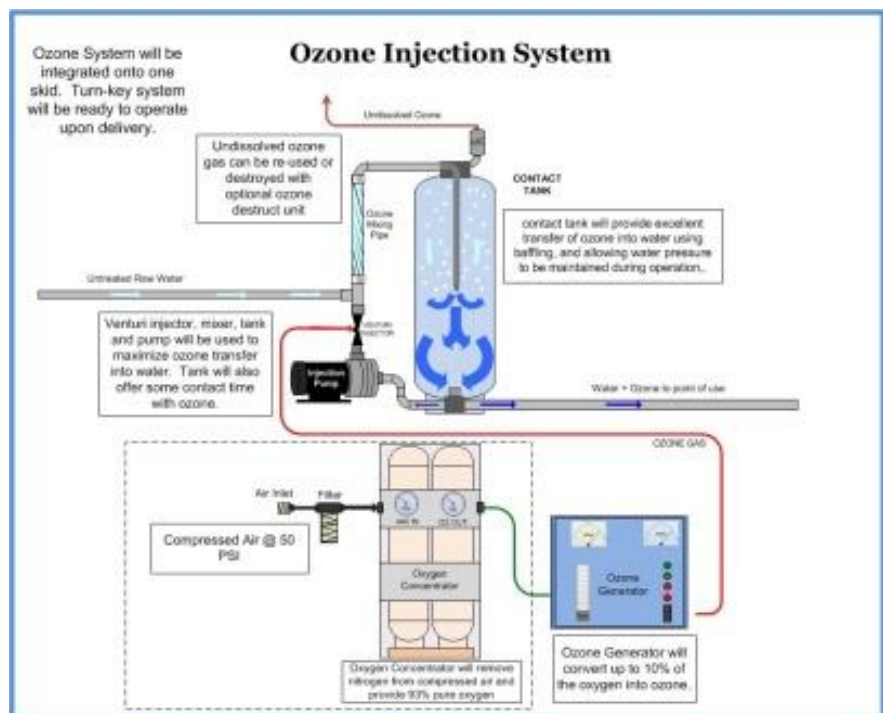 Ozone Injection System
Ozone System will be
integrated onto one
skid. Turn-key system
will be ready to operate
upon delivery.
Undissolved Ozone
Undissolved ozone
gas can be re-used or
destroyed with
optional ozone
destruct unit
Ozone
Mixing
Pipe
CONTACT
TANK
contact tank will provide excellent
transfer of ozone into water using
baffling, and allowing water pressure
to be maintained during operation..
Untreated Raw Water
Venturi injector, mixer, tank
and pump will be used to
maximize ozone transfer
into water. Tank will also
offer some contact time
with ozone.
VENTURI
INJECTOR
Injection
Pump
Water + Ozone to point of use
OZONE GAS
Air Inlet
Filter
Compressed Air @ 50
PSI
AIR IN
O2 OUT
Oxygen
Concentrator
Oxygen Concentrator will remove
nitrogen from compressed air and
provide 93% pure oxygen
Ozone
Generator
Ozone Generator will
convert up to 10% of
the oxygen into ozone.